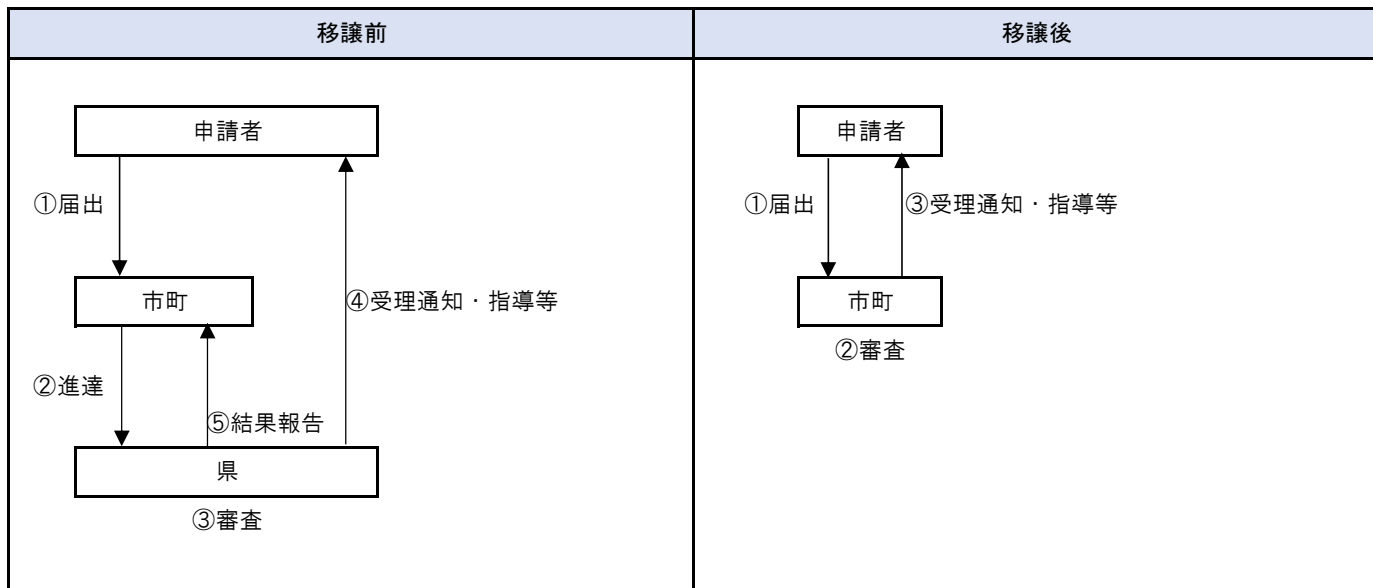 移譲前
移譲後
申請者
①届出
市町
④受理通知・指導等
②進達
⑤結果報告
県
③審査
申請者
①届出
③受理通知・指導等
市町
②審査